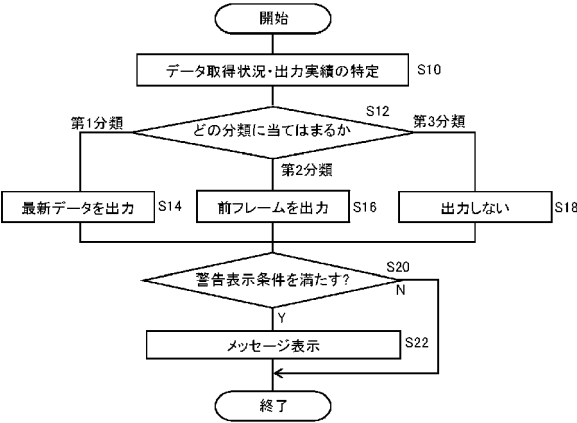 開始
データ取得状況・出力実績の特定
S10
S12
第1分類
どの分類に当てはまるか
第3分類
第2分類
最新データを出力
S14
前フレームを出力
S16
出力しない
S18
S20
警告表示条件を満たす?
N
Y
メッセージ表示
S22
終了